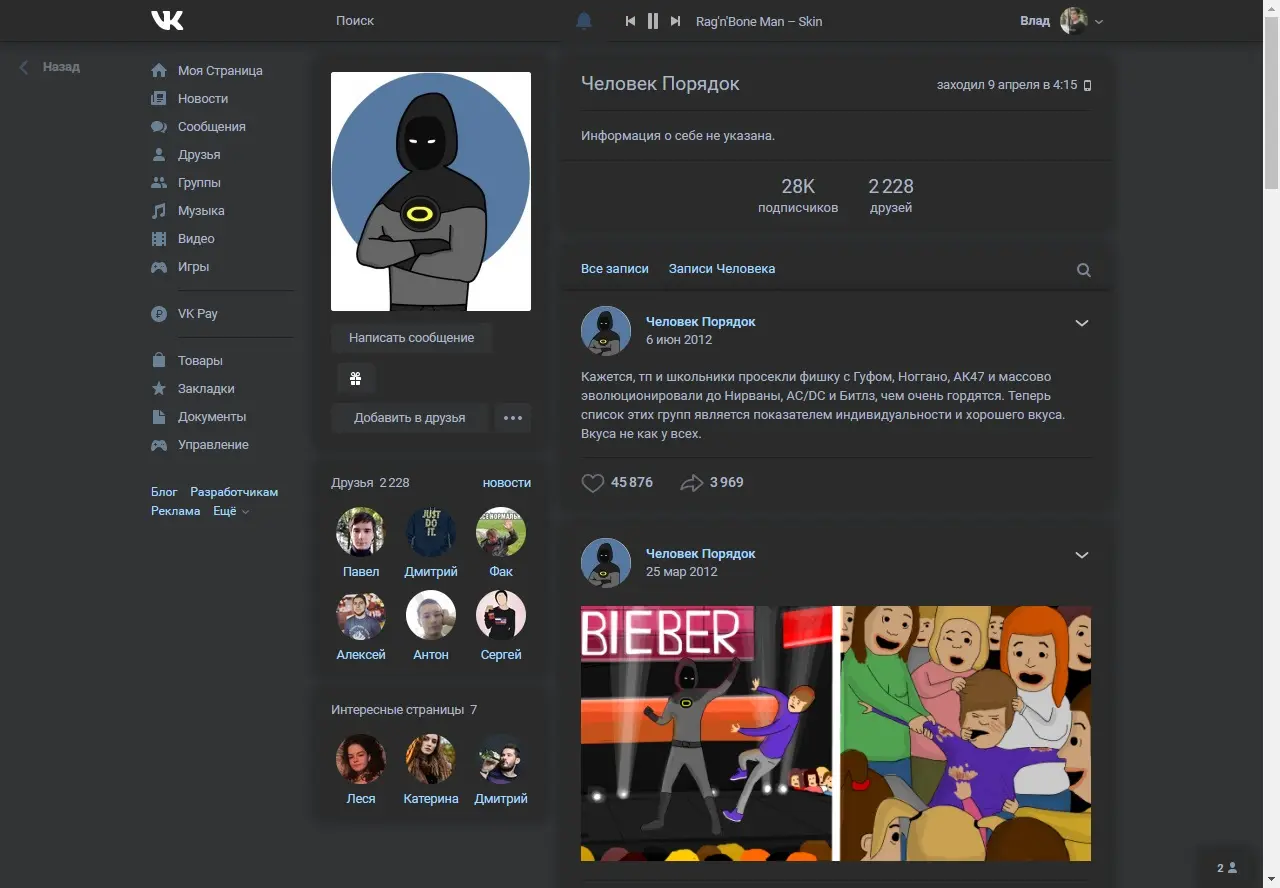 Поиск
Rag'n'Bone Man – Skin
Влад
Назад
Моя Страница
Новости
Сообщения
Друзья
Группы
Музыка
Видео
Игры
VK Pay
Товары
Закладки
Документы
Управление
Блог Разработчикам
Реклама Ещё
Написать сообщение
Добавить в друзья
Друзья 2 228 новости
JUST
DO
IT.
Павел Дмитрий Фак
Алексей Антон Сергей
Интересные страницы 7
Леся Катерина Дмитрий
Человек Порядок
заходил 9 апреля в 4:15
Информация о себе не указана.
28K 2 228
подписчиков друзей
Все записи Записи Человека
Человек Порядок
6 июн 2012
Кажется, тп и школьники просекли фишку с Гуфом, Ноггано, АК47 и массово
эволюционировали до Нирваны, AC/DC и Битлз, чем очень гордятся. Теперь
список этих групп является показателем индивидуальности и хорошего вкуса.
Вкуса не как у всех.
45 876 3 969
Человек Порядок
25 мар 2012
BIEBER
2